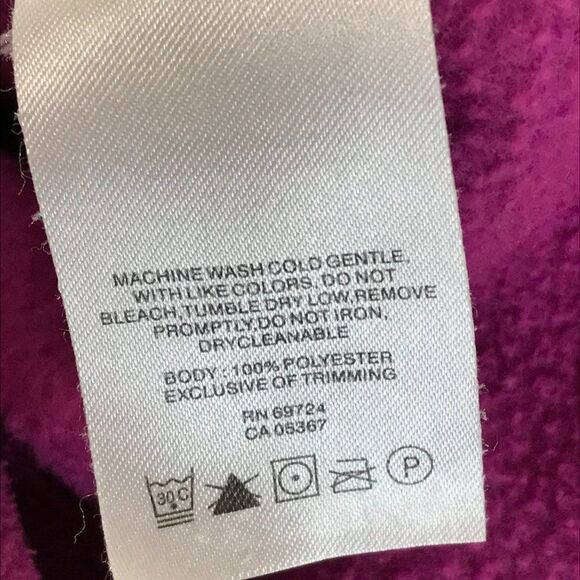 MACHINE WASH COLD GENTLE,
WITH LIKE COLORS, DO NOT
BLEACH,TUMBLE DRY LOW,REMOVE
PROMPTLY,DO NOT IRON,
DRYCLEANABLE
BODY : 100% POLYESTER
EXCLUSIVE OF TRIMMING
RN 69724
CA 05367
30 C P